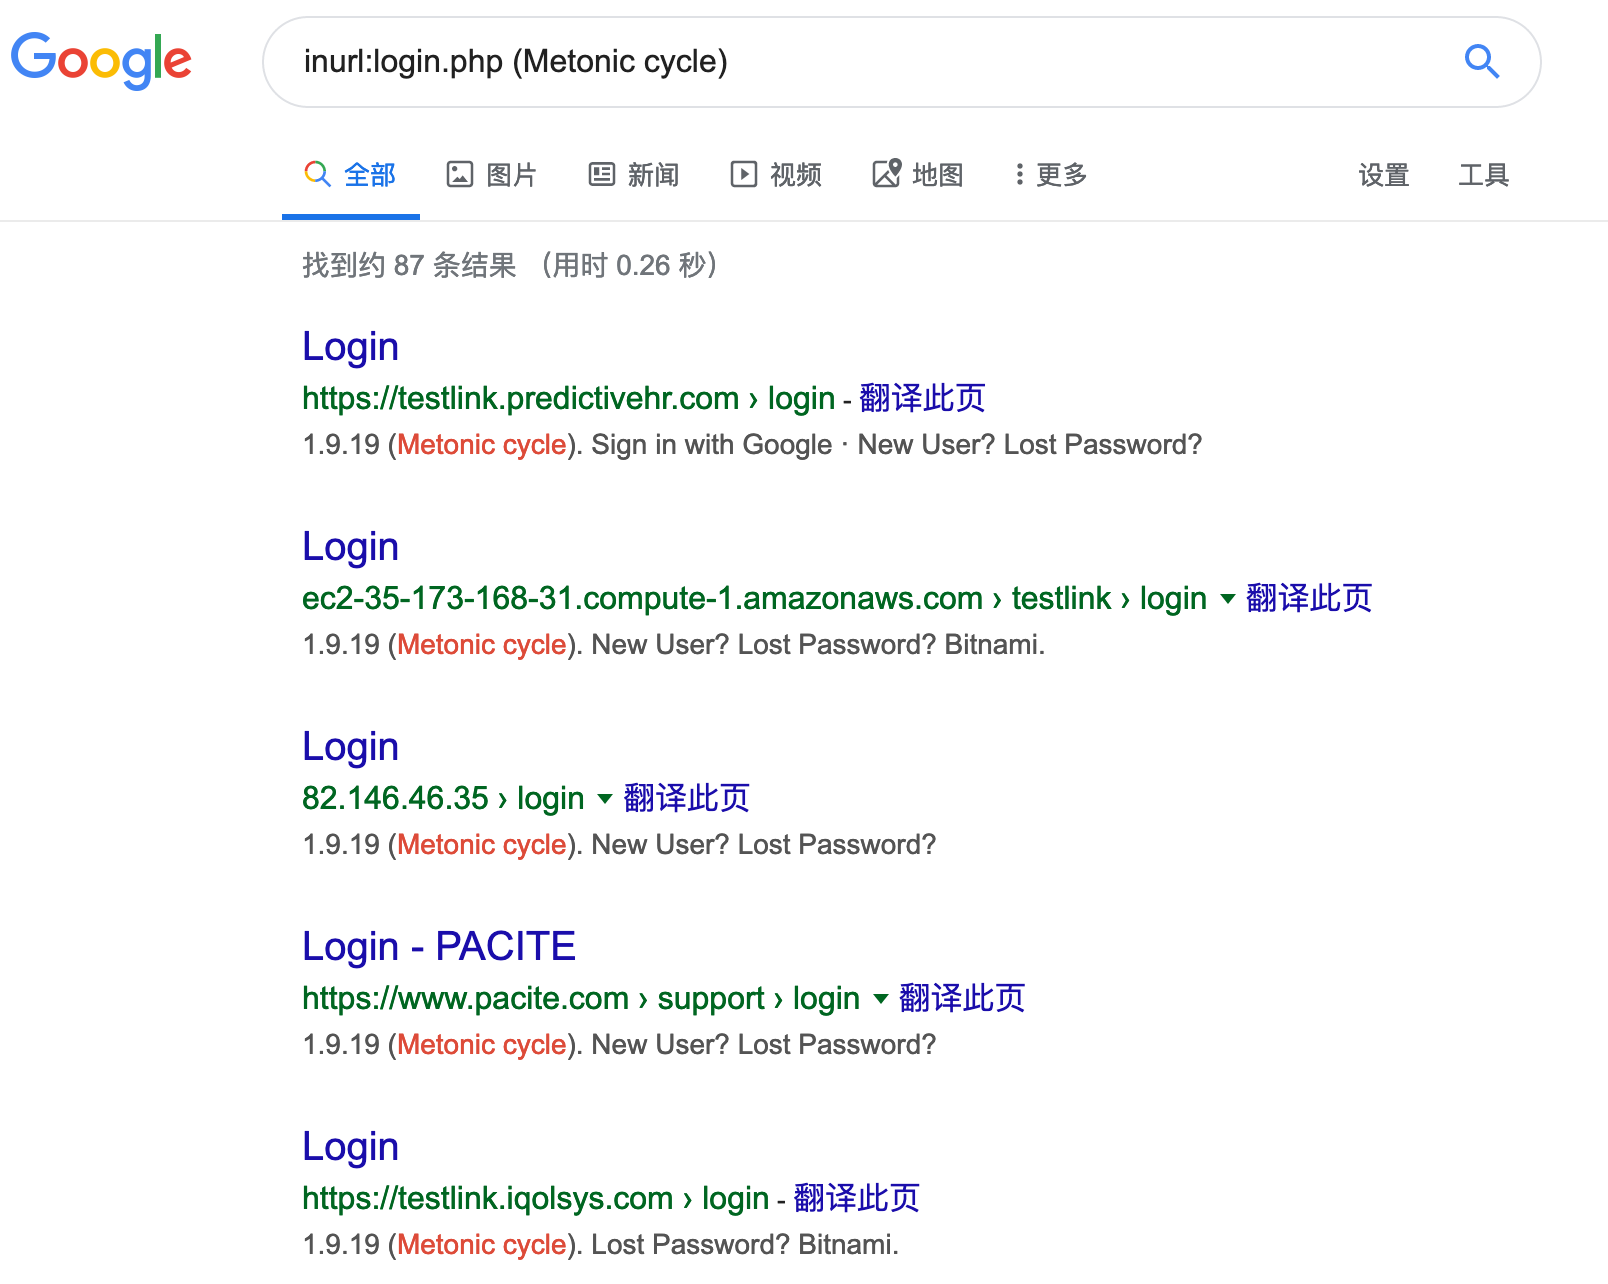 Google
inurl:login.php (Metonic cycle)
全部 图片 新闻 视频 地图 更多 设置 工具
找到约 87 条结果 （用时 0.26 秒）
Login
https://testlink.predictivehr.com › login - 翻译此页
1.9.19 (Metonic cycle). Sign in with Google · New User? Lost Password?
Login
ec2-35-173-168-31.compute-1.amazonaws.com › testlink › login 翻译此页
1.9.19 (Metonic cycle). New User? Lost Password? Bitnami.
Login
82.146.46.35 › login 翻译此页
1.9.19 (Metonic cycle). New User? Lost Password?
Login - PACITE
https://www.pacite.com › support › login 翻译此页
1.9.19 (Metonic cycle). New User? Lost Password?
Login
https://testlink.iqolsys.com › login - 翻译此页
1.9.19 (Metonic cycle). Lost Password? Bitnami.